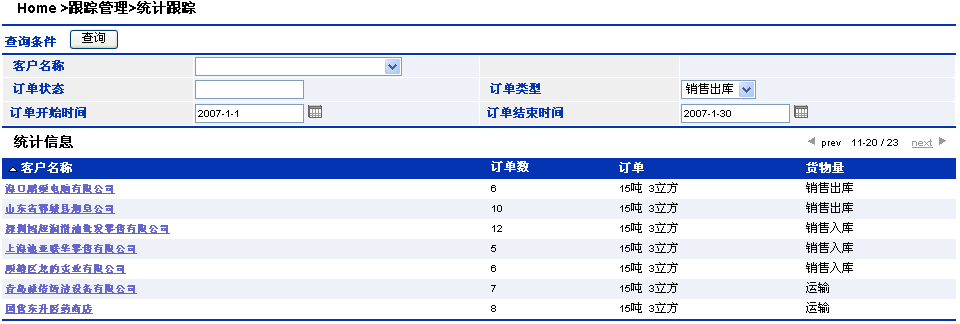 Home >跟踪管理>统计跟踪
查询条件 查询
客户名称
订单状态 订单类型 销售出库
订单开始时间 2007-1-1 订单结束时间 2007-1-30
统计信息 prev 11-20 / 23 next
客户名称 订单数 订单 货物量
海口鹏硕电脑有限公司 6 15吨 3立方 销售出库
山东省鄄城县烟草公司 10 15吨 3立方 销售出库
深圳 润滑油批发零售有限公司 12 15吨 3立方 销售入库
上海迪亚联华零售有限公司 5 15吨 3立方 销售入库
顺德区龙的实业有限公司 6 15吨 3立方 销售入库
青岛 清洁设备有限公司 7 15吨 3立方 运输
国营东升医药商店 8 15吨 3立方 运输